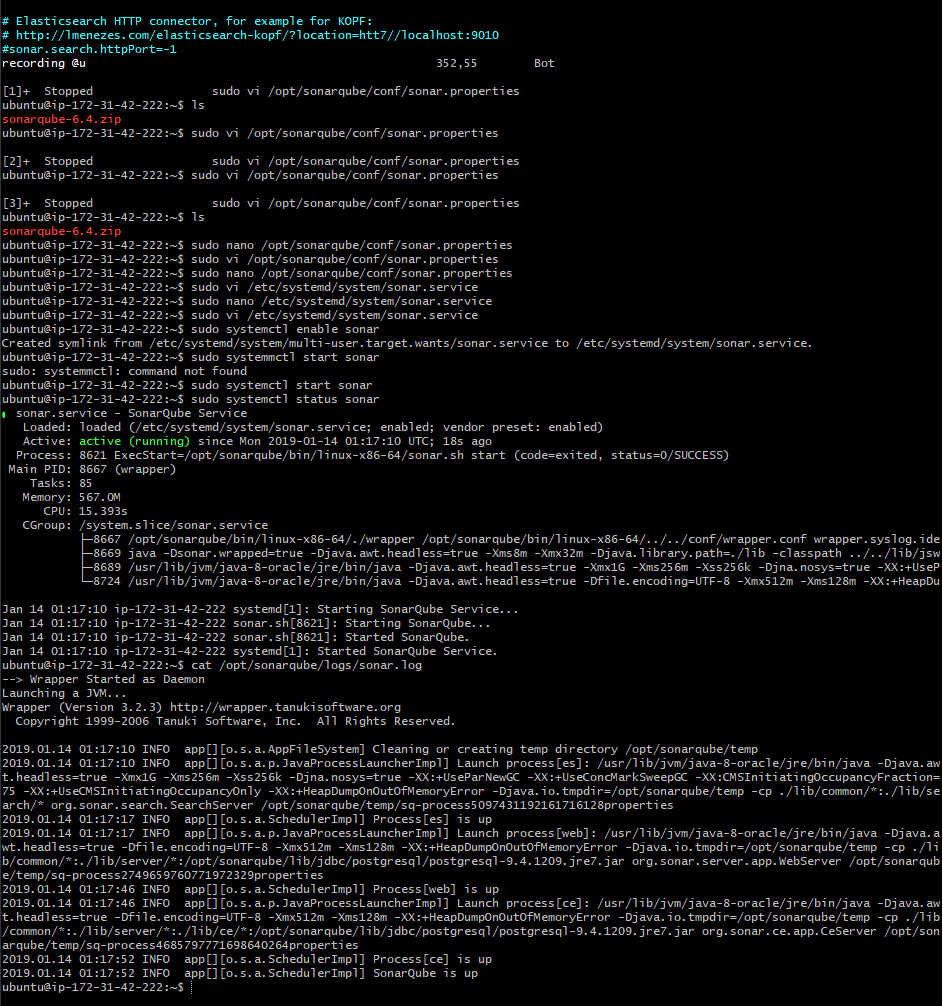 # Elasticsearch HTTP connector, for example for KOPF:
# http://lmenezes.com/elasticsearch-kopf/?location=htt7//localhost:9010
#sonar.search.httpPort=-1
recording @u                                                  352,55        Bot
[1]+  Stopped                 sudo vi /opt/sonarqube/conf/sonar.properties
ubuntu@ip-172-31-42-222:~$ ls
sonarqube-6.4.zip
ubuntu@ip-172-31-42-222:~$ sudo vi /opt/sonarqube/conf/sonar.properties
[2]+  Stopped                 sudo vi /opt/sonarqube/conf/sonar.properties
ubuntu@ip-172-31-42-222:~$ sudo vi /opt/sonarqube/conf/sonar.properties
[3]+  Stopped                 sudo vi /opt/sonarqube/conf/sonar.properties
ubuntu@ip-172-31-42-222:~$ ls
sonarqube-6.4.zip
ubuntu@ip-172-31-42-222:~$ sudo nano /opt/sonarqube/conf/sonar.properties
ubuntu@ip-172-31-42-222:~$ sudo vi /opt/sonarqube/conf/sonar.properties
ubuntu@ip-172-31-42-222:~$ sudo nano /opt/sonarqube/conf/sonar.properties
ubuntu@ip-172-31-42-222:~$ sudo vi /etc/systemd/system/sonar.service
ubuntu@ip-172-31-42-222:~$ sudo nano /etc/systemd/system/sonar.service
ubuntu@ip-172-31-42-222:~$ sudo vi /etc/systemd/system/sonar.service
ubuntu@ip-172-31-42-222:~$ sudo systemctl enable sonar
Created symlink from /etc/systemd/system/multi-user.target.wants/sonar.service to /etc/systemd/system/sonar.service.
ubuntu@ip-172-31-42-222:~$ sudo systemmctl start sonar
sudo: systemmctl: command not found
ubuntu@ip-172-31-42-222:~$ sudo systemctl start sonar
ubuntu@ip-172-31-42-222:~$ sudo systemctl status sonar
sonar.service - SonarQube Service
   Loaded: loaded (/etc/systemd/system/sonar.service; enabled; vendor preset: enabled)
   Active: active (running) since Mon 2019-01-14 01:17:10 UTC; 18s ago
  Process: 8621 ExecStart=/opt/sonarqube/bin/linux-x86-64/sonar.sh start (code=exited, status=0/SUCCESS)
 Main PID: 8667 (wrapper)
    Tasks: 85
   Memory: 567.0M
      CPU: 15.393s
   CGroup: /system.slice/sonar.service
           ├─8667 /opt/sonarqube/bin/linux-x86-64/./wrapper /opt/sonarqube/bin/linux-x86-64/../../conf/wrapper.conf wrapper.syslog.ide
           ├─8669 java -Dsonar.wrapped=true -Djava.awt.headless=true -Xms8m -Xmx32m -Djava.library.path=./lib -classpath ../../lib/jsw
           ├─8689 /usr/lib/jvm/java-8-oracle/jre/bin/java -Djava.awt.headless=true -Xmx1G -Xms256m -Xss256k -Djna.nosys=true -XX:+UseP
           └─8724 /usr/lib/jvm/java-8-oracle/jre/bin/java -Djava.awt.headless=true -Dfile.encoding=UTF-8 -Xmx512m -Xms128m -XX:+HeapDu
Jan 14 01:17:10 ip-172-31-42-222 systemd[1]: Starting SonarQube Service...
Jan 14 01:17:10 ip-172-31-42-222 sonar.sh[8621]: Starting SonarQube...
Jan 14 01:17:10 ip-172-31-42-222 sonar.sh[8621]: Started SonarQube.
Jan 14 01:17:10 ip-172-31-42-222 systemd[1]: Started SonarQube Service.
ubuntu@ip-172-31-42-222:~$ cat /opt/sonarqube/logs/sonar.log
--> Wrapper Started as Daemon
Launching a JVM...
Wrapper (Version 3.2.3) http://wrapper.tanukisoftware.org
  Copyright 1999-2006 Tanuki Software, Inc.  All Rights Reserved.
2019.01.14 01:17:10 INFO  app[][o.s.a.AppFileSystem] Cleaning or creating temp directory /opt/sonarqube/temp
2019.01.14 01:17:10 INFO  app[][o.s.a.p.JavaProcessLauncherImpl] Launch process[es]: /usr/lib/jvm/java-8-oracle/jre/bin/java -Djava.aw
t.headless=true -Xmx1G -Xms256m -Xss256k -Djna.nosys=true -XX:+UseParNewGC -XX:+UseConcMarkSweepGC -XX:CMSInitiatingOccupancyFraction=
75 -XX:+UseCMSInitiatingOccupancyOnly -XX:+HeapDumpOnOutOfMemoryError -Djava.io.tmpdir=/opt/sonarqube/temp -cp ./lib/common/*:./lib/se
arch/* org.sonar.search.SearchServer /opt/sonarqube/temp/sq-process5097431192161716128properties
2019.01.14 01:17:17 INFO  app[][o.s.a.SchedulerImpl] Process[es] is up
2019.01.14 01:17:17 INFO  app[][o.s.a.p.JavaProcessLauncherImpl] Launch process[web]: /usr/lib/jvm/java-8-oracle/jre/bin/java -Djava.a
wt.headless=true -Dfile.encoding=UTF-8 -Xmx512m -Xms128m -XX:+HeapDumpOnOutOfMemoryError -Djava.io.tmpdir=/opt/sonarqube/temp -cp ./li
b/common/*:./lib/server/*:/opt/sonarqube/lib/jdbc/postgresql/postgresql-9.4.1209.jre7.jar org.sonar.server.app.WebServer /opt/sonarqub
e/temp/sq-process2749659760771972329properties
2019.01.14 01:17:46 INFO  app[][o.s.a.SchedulerImpl] Process[web] is up
2019.01.14 01:17:46 INFO  app[][o.s.a.p.JavaProcessLauncherImpl] Launch process[ce]: /usr/lib/jvm/java-8-oracle/jre/bin/java -Djava.aw
t.headless=true -Dfile.encoding=UTF-8 -Xmx512m -Xms128m -XX:+HeapDumpOnOutOfMemoryError -Djava.io.tmpdir=/opt/sonarqube/temp -cp ./lib
/common/*:./lib/server/*:./lib/ce/*:/opt/sonarqube/lib/jdbc/postgresql/postgresql-9.4.1209.jre7.jar org.sonar.ce.app.CeServer /opt/son
arqube/temp/sq-process4685797771698640264properties
2019.01.14 01:17:52 INFO  app[][o.s.a.SchedulerImpl] Process[ce] is up
2019.01.14 01:17:52 INFO  app[][o.s.a.SchedulerImpl] SonarQube is up
ubuntu@ip-172-31-42-222:~$